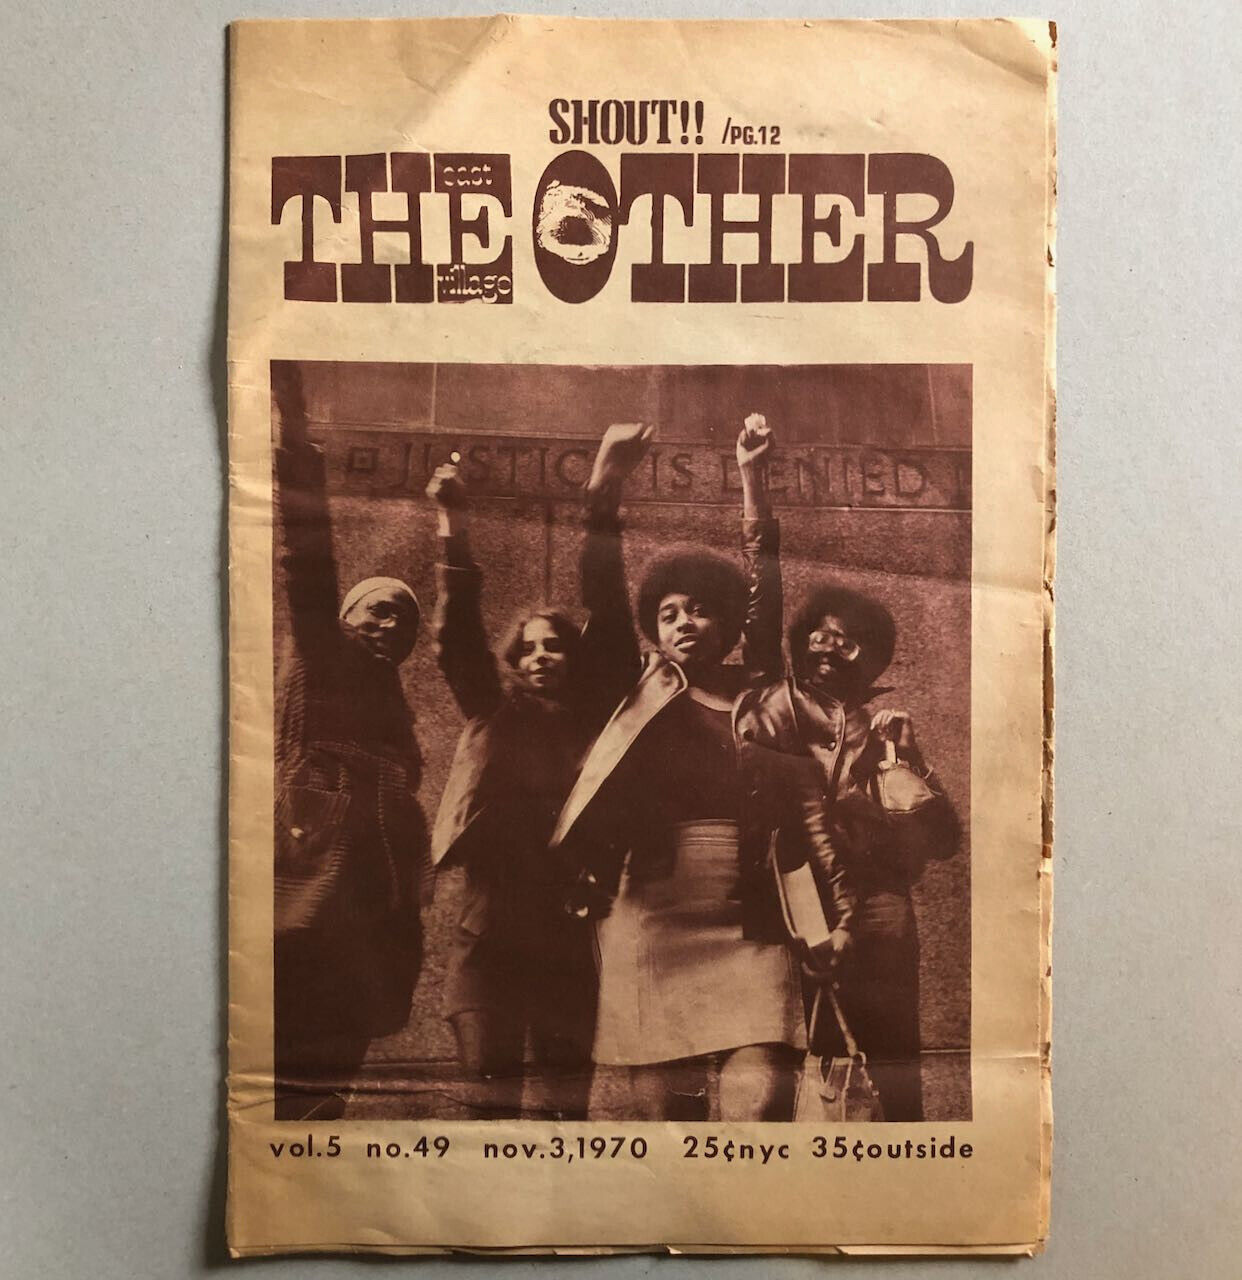 SHOUT!! /PG.12
THE OTHER
east
village
JUSTICE IS DENIED
vol.5 no.49 nov.3,1970 25¢nyc 35¢outside